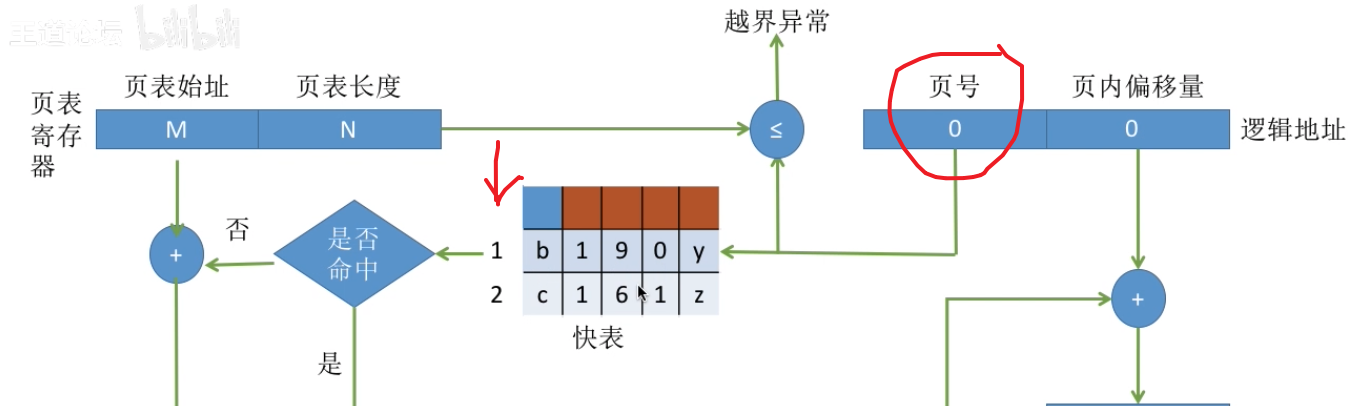 王道论坛 bilibili
越界异常
页表始址 页表长度
页号 页内偏移量
页表寄存器
M N
≤
0 0
逻辑地址
否
+
是否命中
1 b 1 9 0 y
2 c 1 6 1 z
+
快表
是